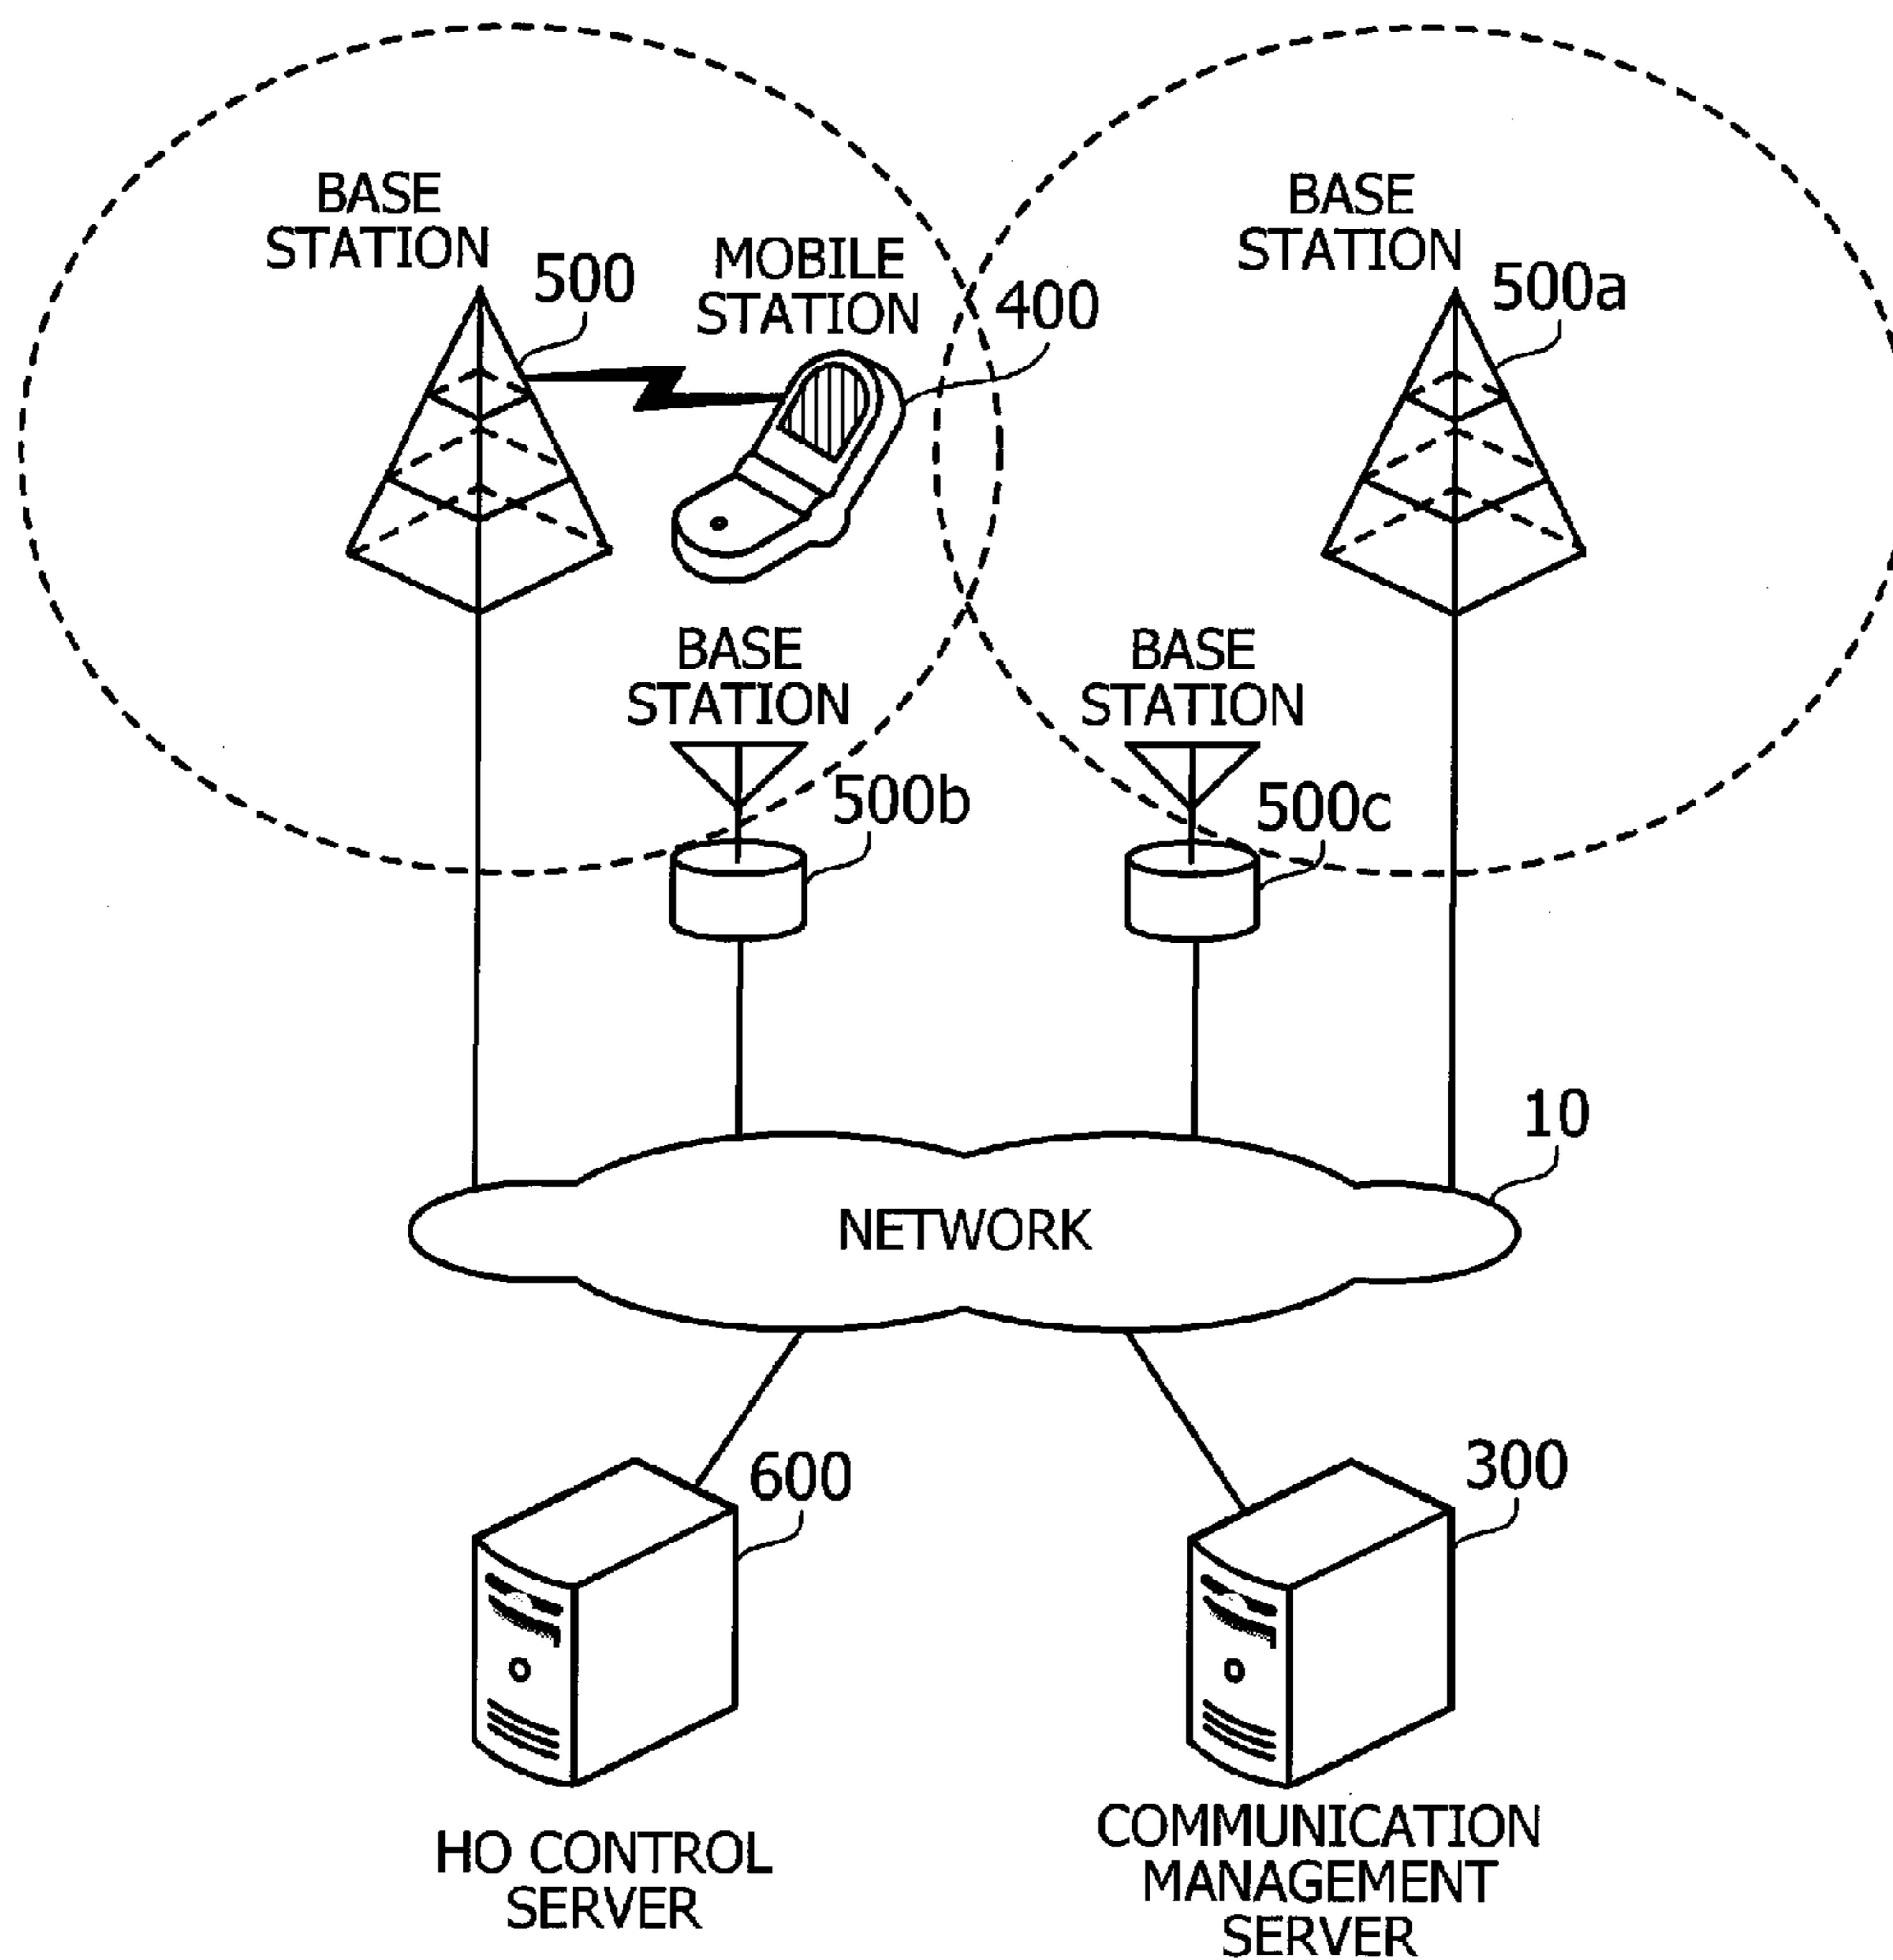 BASE
STATION
500
MOBILE
STATION
400
BASE
STATION
500a
BASE
STATION
500b
BASE
STATION
500c
10
NETWORK
600
300
HO CONTROL
SERVER
COMMUNICATION
MANAGEMENT
SERVER